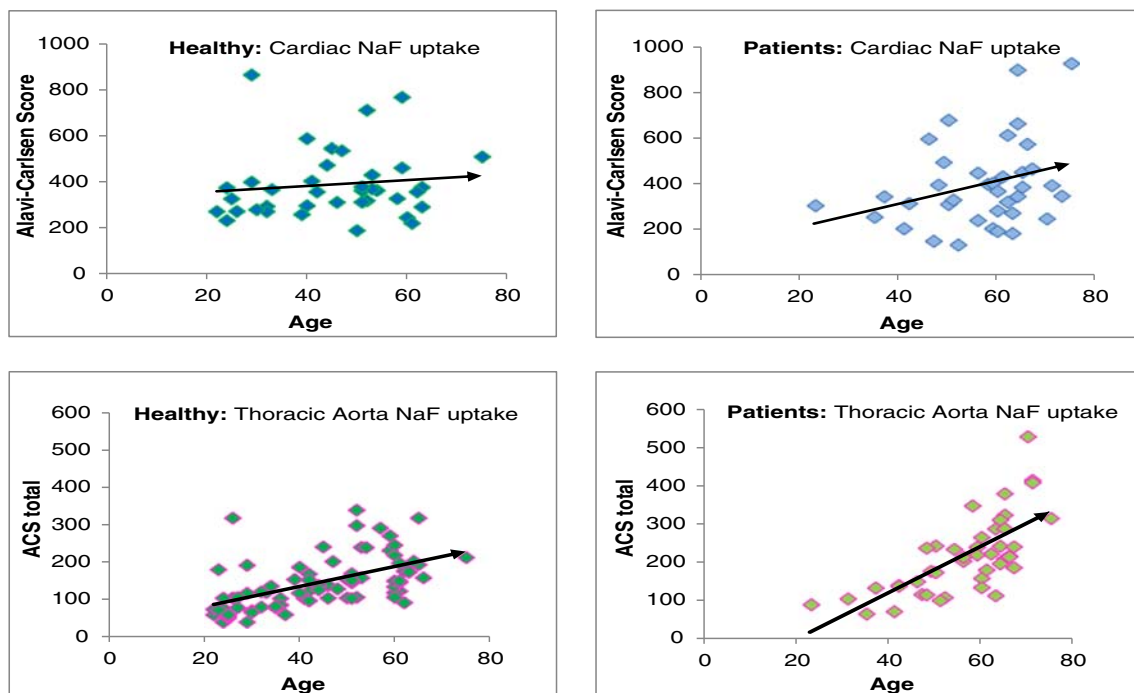 Healthy: Cardiac NaF uptake
Alavi-Carlsen Score
1000
800
600
400
200
0
0 20 40 60 80
Age
Patients: Cardiac NaF uptake
Alavi-Carlsen Score
1000
800
600
400
200
0
0 20 40 60 80
Age
Healthy: Thoracic Aorta NaF uptake
ACS total
600
500
400
300
200
100
0
0 20 40 60 80
Age
Patients: Thoracic Aorta NaF uptake
ACS total
600
500
400
300
200
100
0
0 20 40 60 80
Age